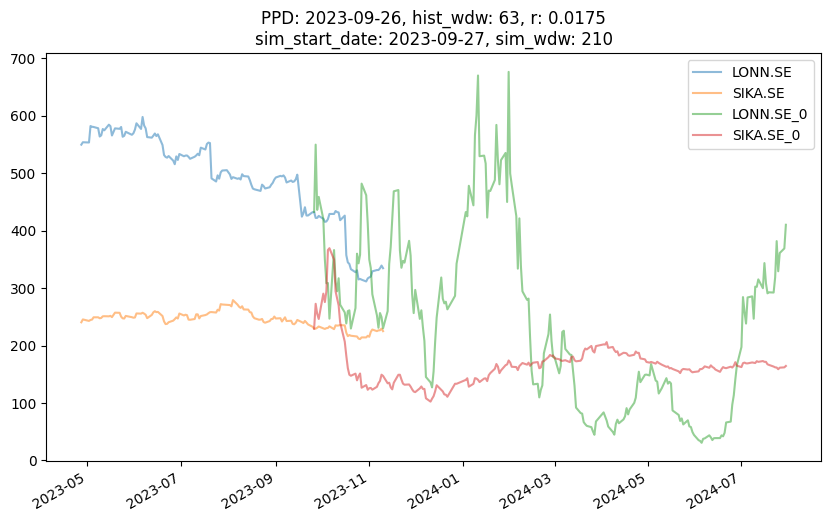 PPD: 2023-09-26, hist_wdw: 63, r: 0.0175
sim_start_date: 2023-09-27, sim_wdw: 210
700
600
500
400
300
200
100
0
LONN.SE
SIKA.SE
LONN.SE_0
SIKA.SE_0
2023-05
2023-07
2023-09
2023-11
2024-01
2024-03
2024-05
2024-07